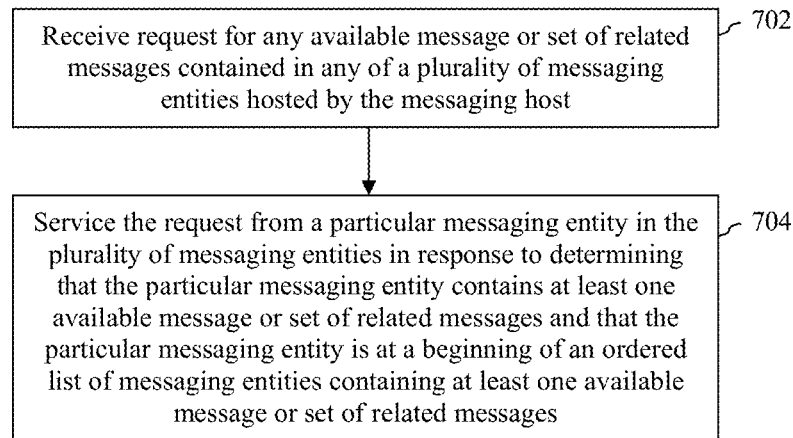 Receive request for any available message or set of related
messages contained in any of a plurality of messaging
entities hosted by the messaging host
702
Service the request from a particular messaging entity in the
plurality of messaging entities in response to determining
that the particular messaging entity contains at least one
available message or set of related messages and that the
particular messaging entity is at a beginning of an ordered
list of messaging entities containing at least one available
message or set of related messages
704